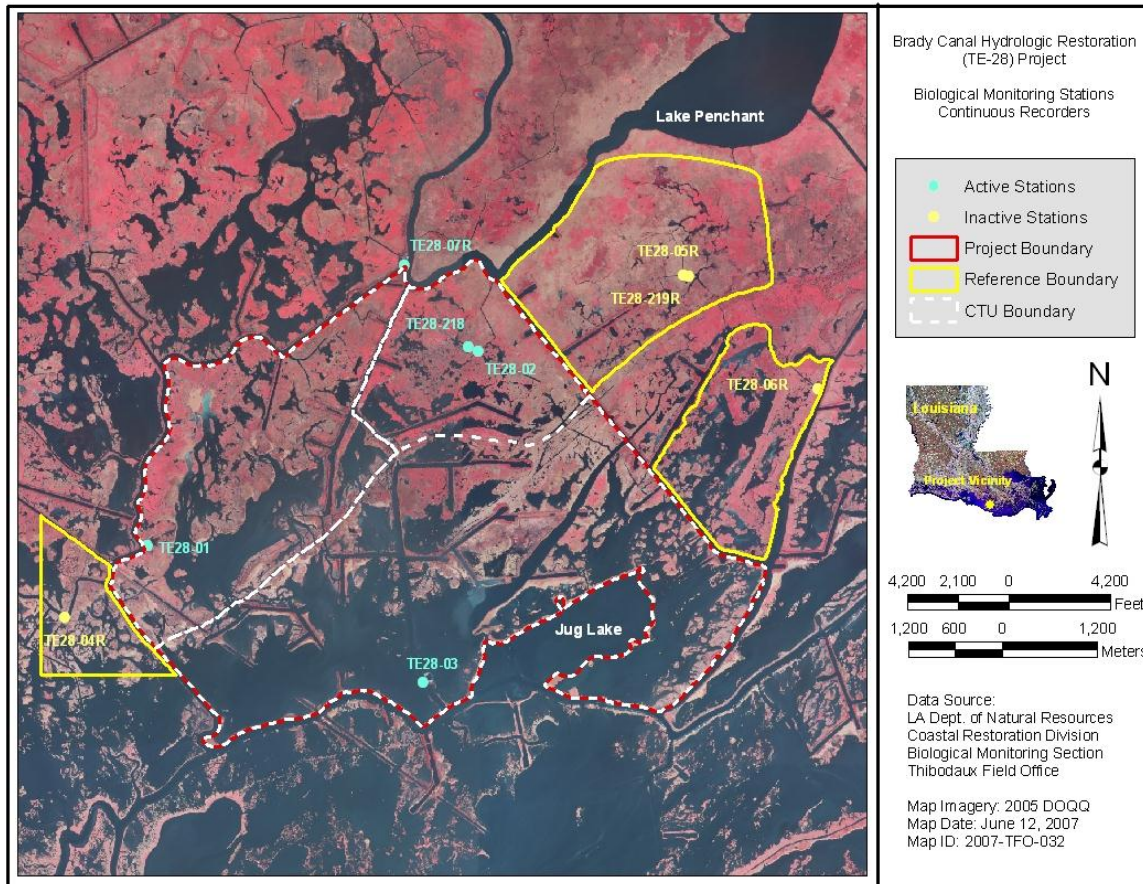 Lake Penchant
TE28-07R
TE28-05R
TE28-219R
TE28-218
TE28-02
TE28-06R
TE28-01
TE28-04R
Jug Lake
TE28-03
Brady Canal Hydrologic Restoration
(TE-28) Project
Biological Monitoring Stations
Continuous Recorders
Active Stations
Inactive Stations
Project Boundary
Reference Boundary
CTU Boundary
Louisiana
Project Vicinity
N
4,200 2,100 0 4,200
Feet
1,200 600 0 1,200
Meters
Data Source:
LA Dept. of Natural Resources
Coastal Restoration Division
Biological Monitoring Section
Thibodaux Field Office
Map Imagery: 2005 DOQQ
Map Date: June 12, 2007
Map ID: 2007-TFO-032